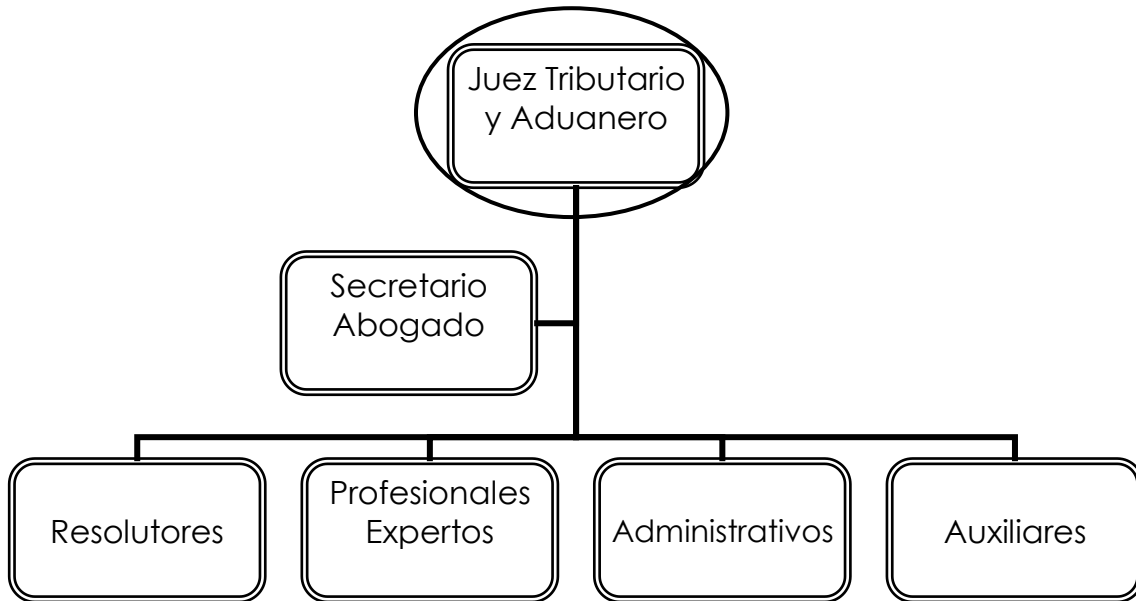 Juez Tributario
y Aduanero
Secretario
Abogado
Resolutores
Profesionales
Expertos
Administrativos
Auxiliares